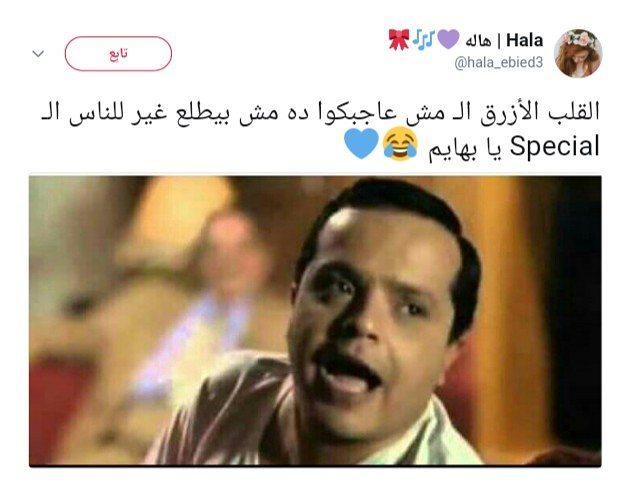 Hala | هاله 💜🎶🎀
@hala_ebied3
تابع
القلب الأزرق الـ مش عاجبكوا ده مش بيطلع غير للناس الـ
Special يا بهايم 😂💙